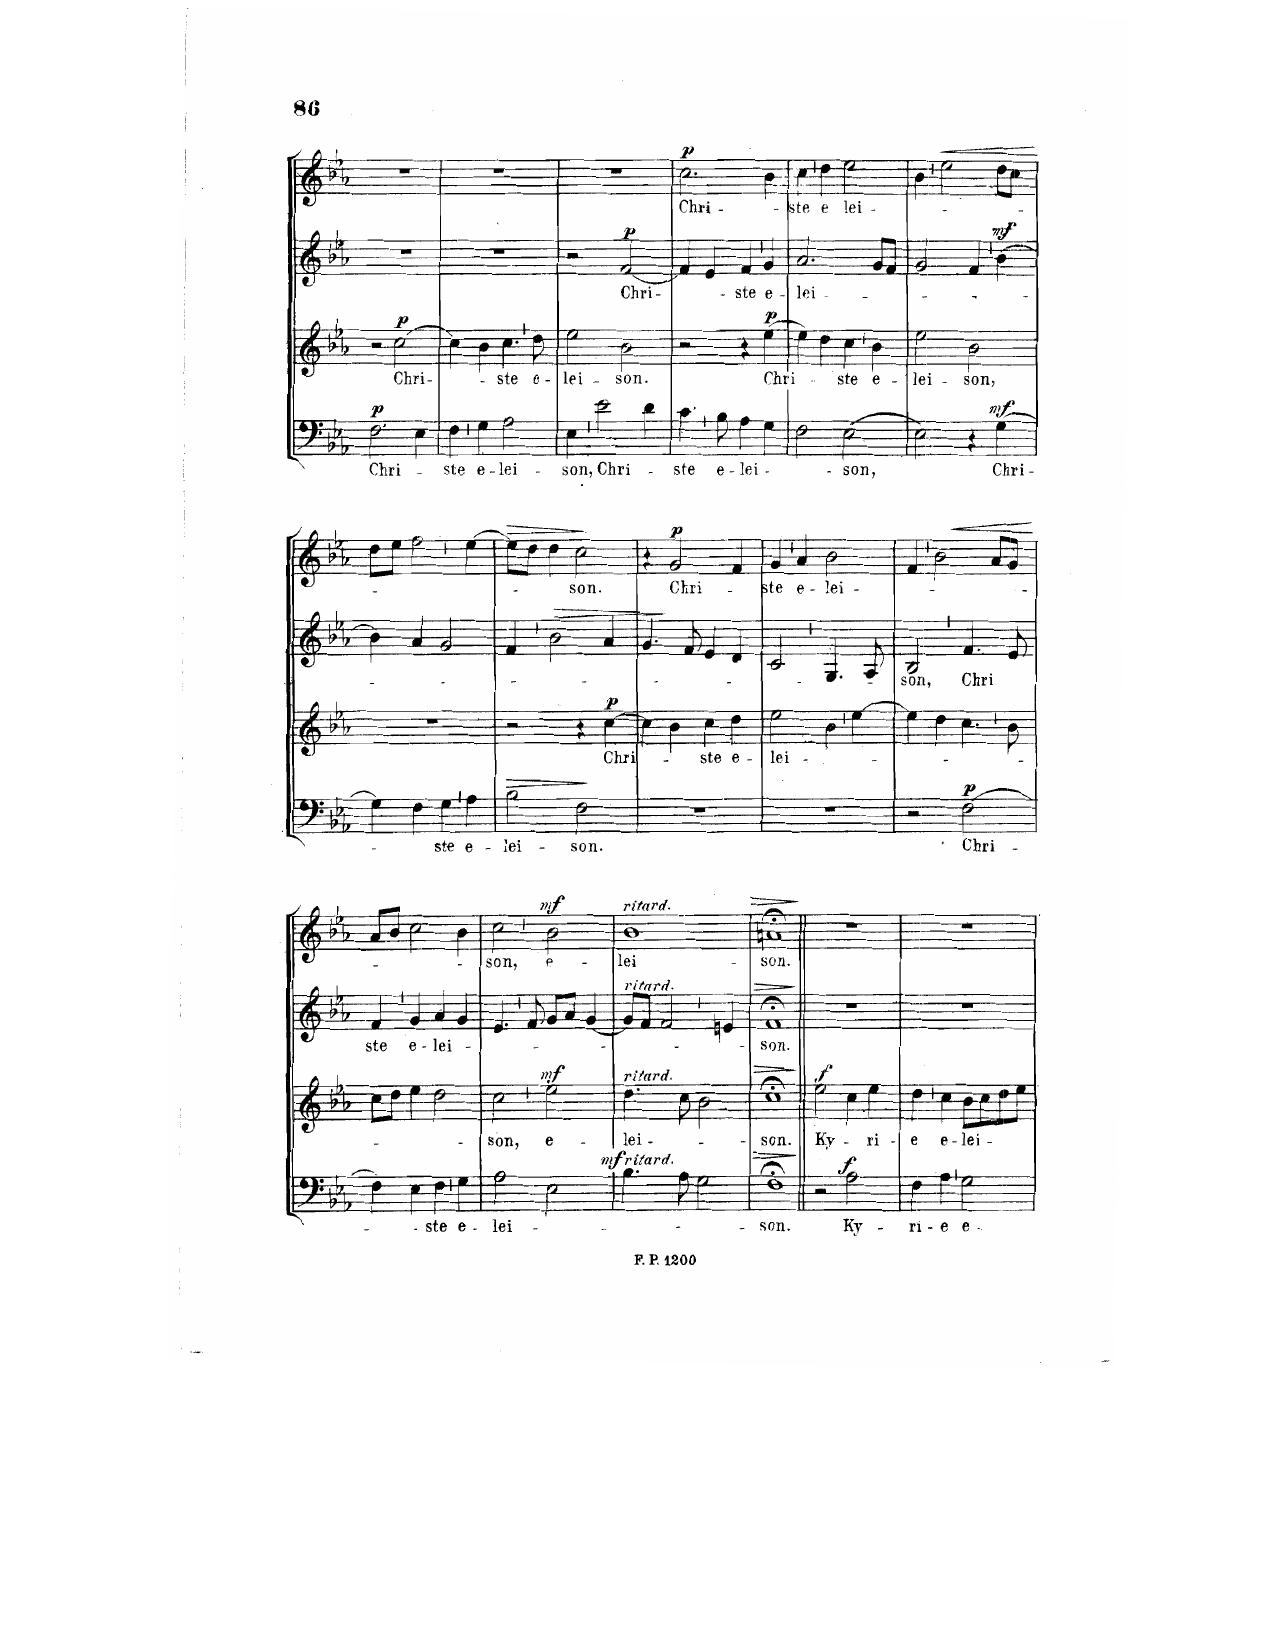 86
p
Chri - ste e lei -
mf
p
Chri - ste e - lei -
p p
Chri - ste e - lei - son. Chri - ste e - lei - son,
p mf
Chri - ste e - lei - son, Chri - ste e - lei - son, Chri -
p
son. Chri - ste e - lei -
son, Chri
p
Chri - ste e - lei -
p
ste e - lei - son. Chri -
mf ritard.
son, e - lei - son.
ritard.
ste e - lei - son.
mf ritard. f
son, e - lei - son. Ky - ri - e e - lei -
mf ritard. f
ste e - lei - son. Ky - ri - e e -
F. P. 1200